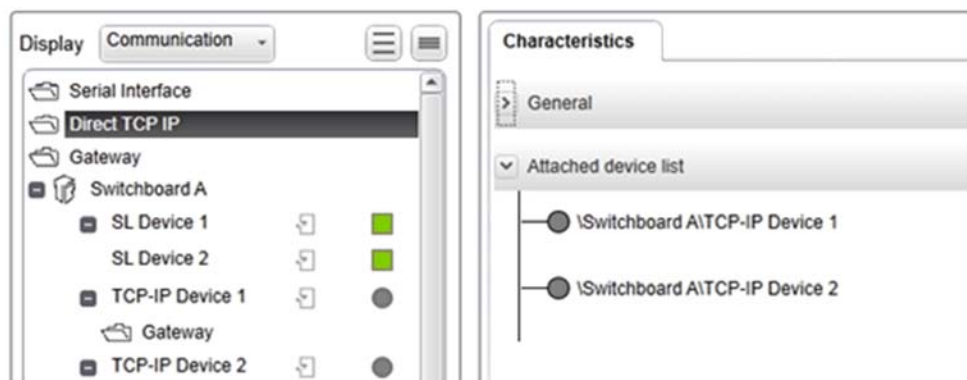 Display Communication
Serial Interface
Direct TCP IP
Gateway
Switchboard A
SL Device 1
SL Device 2
TCP-IP Device 1
Gateway
TCP-IP Device 2
Characteristics
General
Attached device list
\Switchboard A\TCP-IP Device 1
\Switchboard A\TCP-IP Device 2